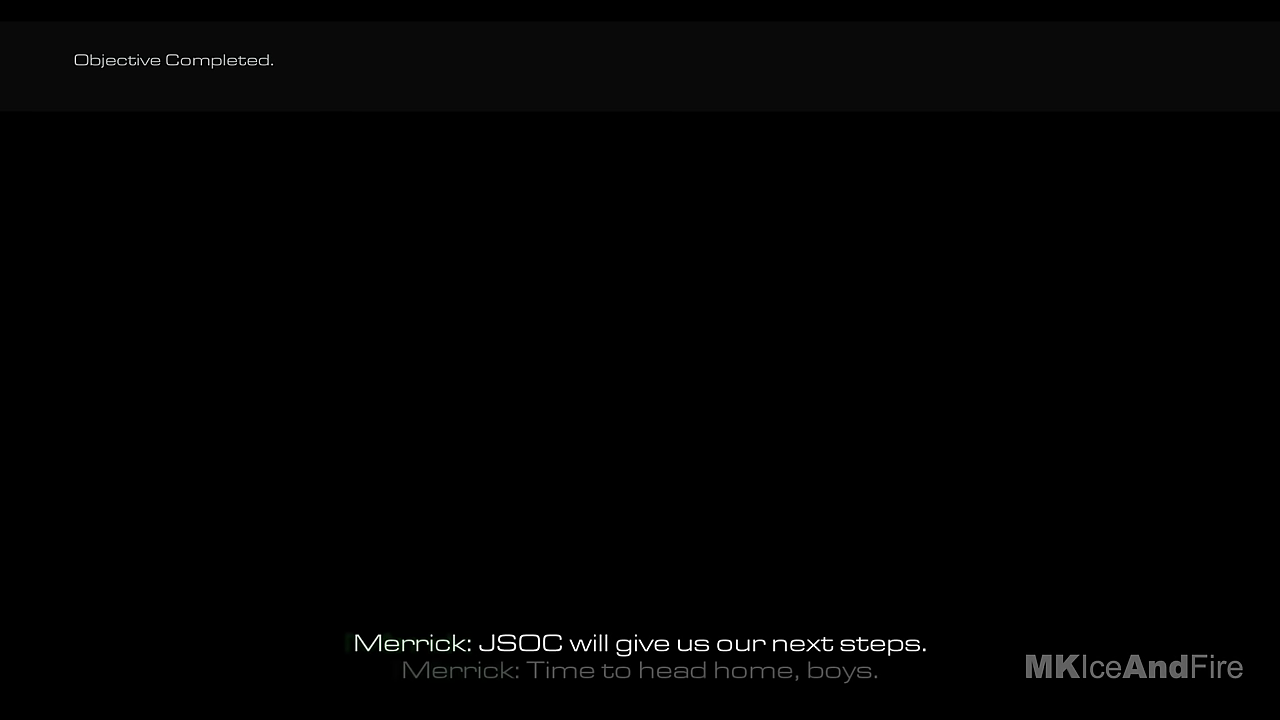 Objective Completed.
Merrick: JSOC will give us our next steps.
Merrick: Time to head home, boys.
MKIceAndFire